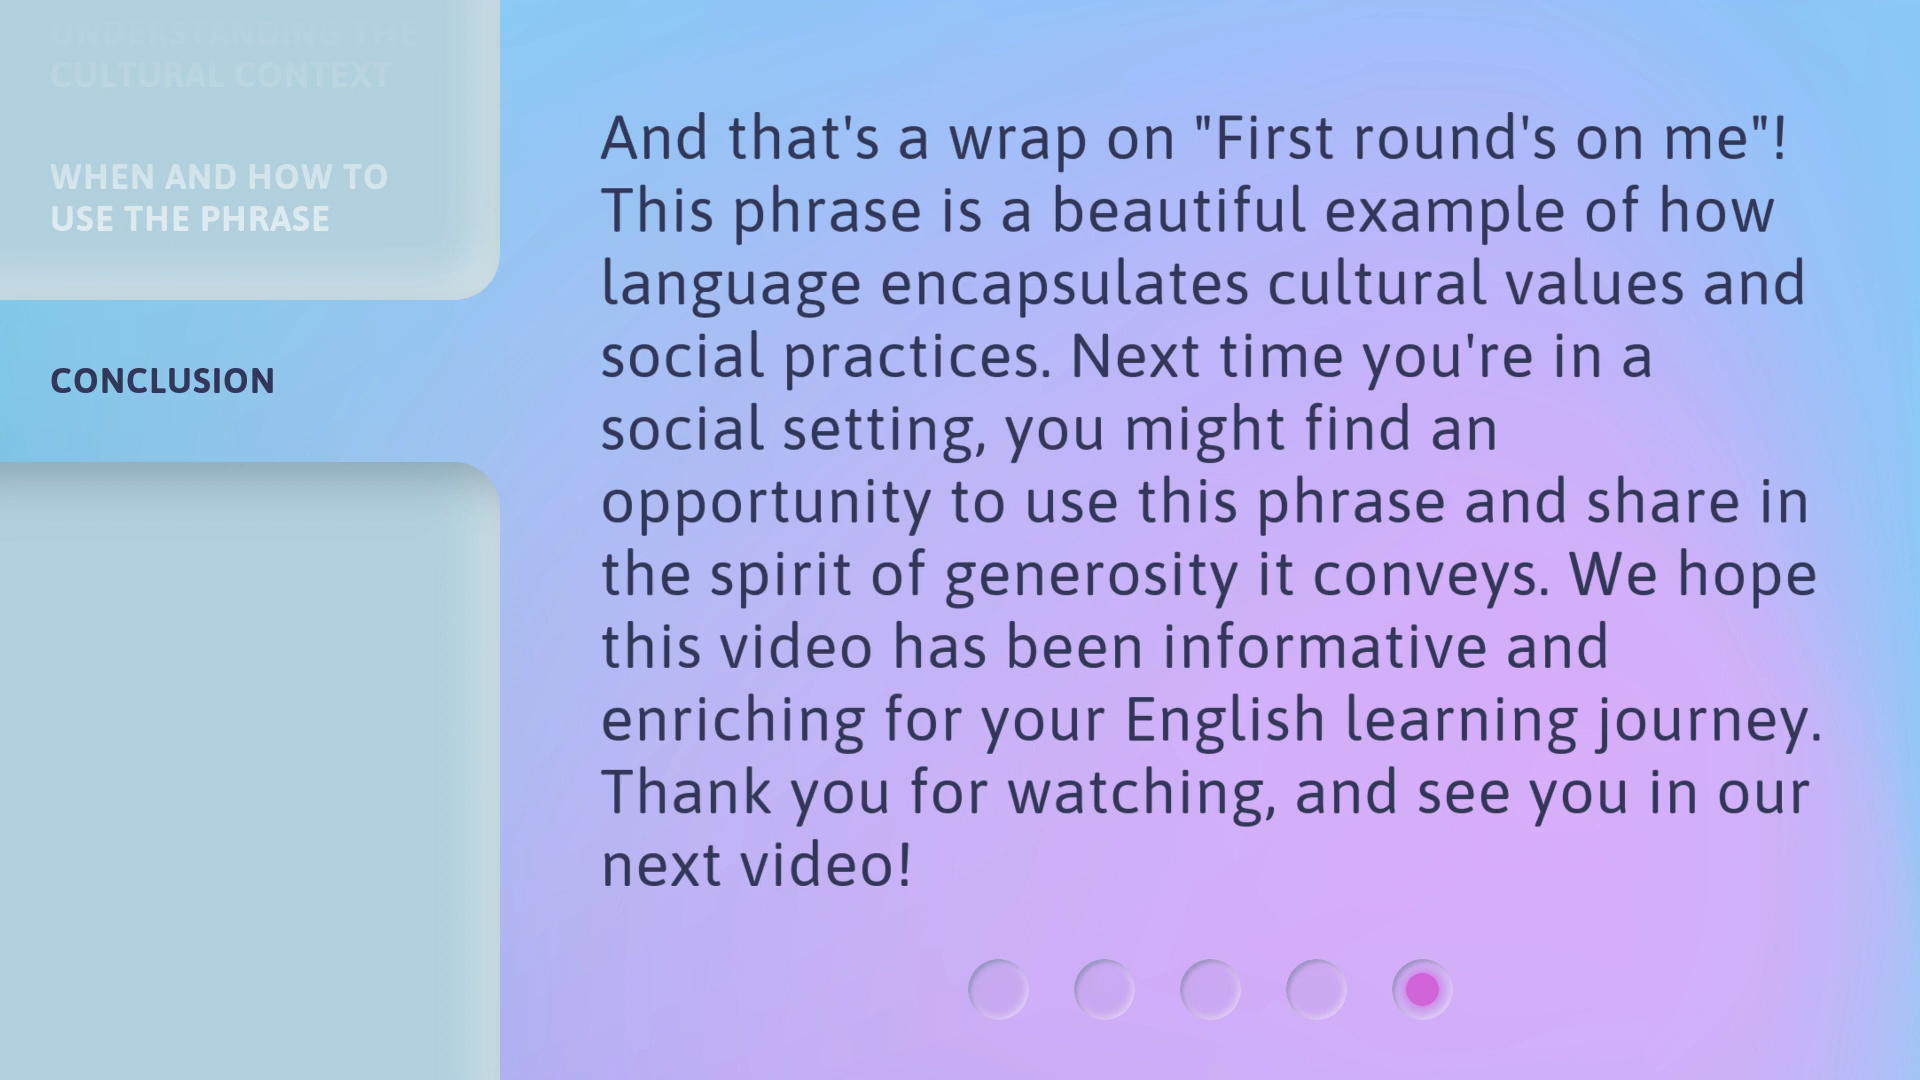 UNDERSTANDING THE
CULTURAL CONTEXT
WHEN AND HOW TO
USE THE PHRASE
CONCLUSION
And that's a wrap on "First round's on me"!
This phrase is a beautiful example of how
language encapsulates cultural values and
social practices. Next time you're in a
social setting, you might find an
opportunity to use this phrase and share in
the spirit of generosity it conveys. We hope
this video has been informative and
enriching for your English learning journey.
Thank you for watching, and see you in our
next video!